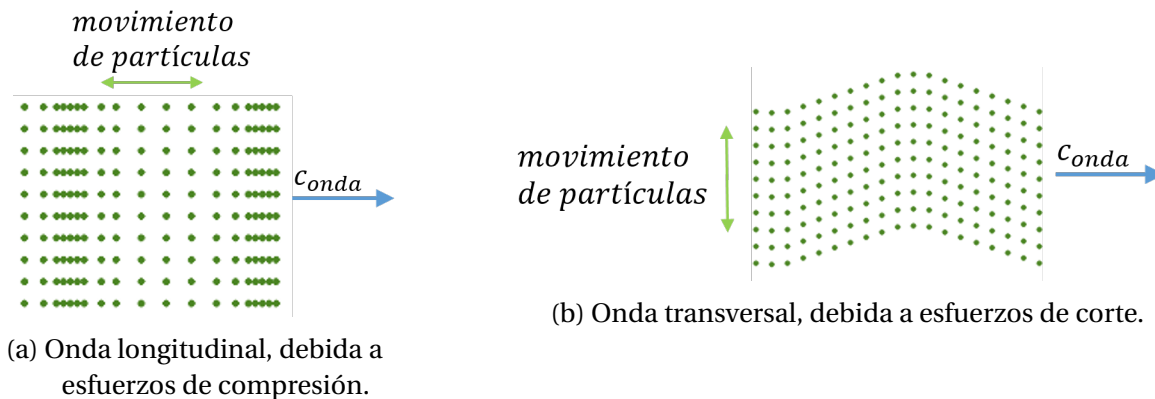 movimiento
de partículas
c_onda
(a) Onda longitudinal, debida a
esfuerzos de compresión.
movimiento
de partículas
c_onda
(b) Onda transversal, debida a esfuerzos de corte.